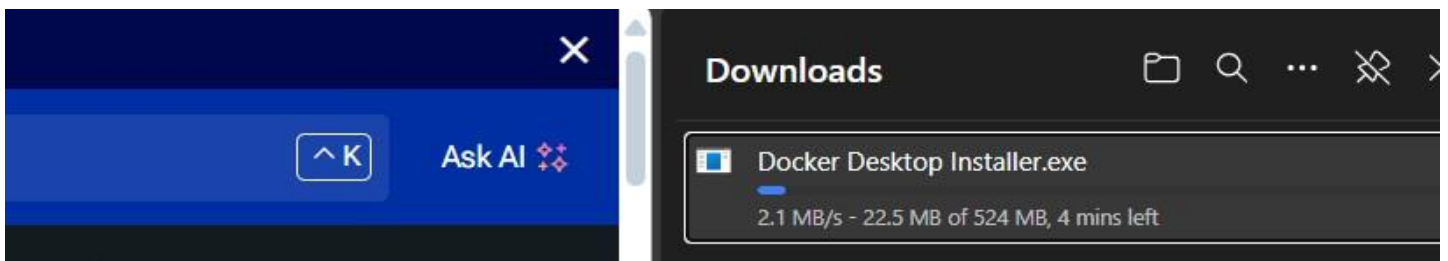 ^ K
Ask AI
Downloads
Docker Desktop Installer.exe
2.1 MB/s - 22.5 MB of 524 MB, 4 mins left